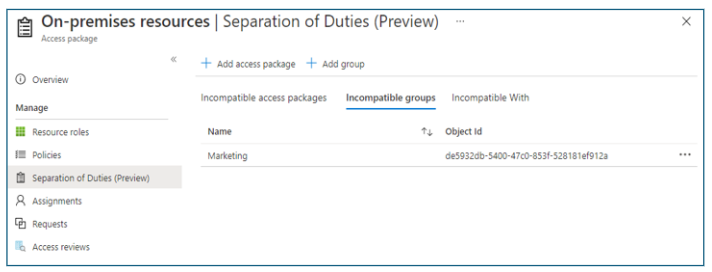 On-premises resources | Separation of Duties (Preview) ...
Access package
«
+ Add access package + Add group
Overview
Incompatible access packages Incompatible groups Incompatible With
Manage
Resource roles
Name ↑↓ Object Id
Policies
Marketing de5932db-5400-47c0-853f-528181ef912a ...
Separation of Duties (Preview)
Assignments
Requests
Access reviews